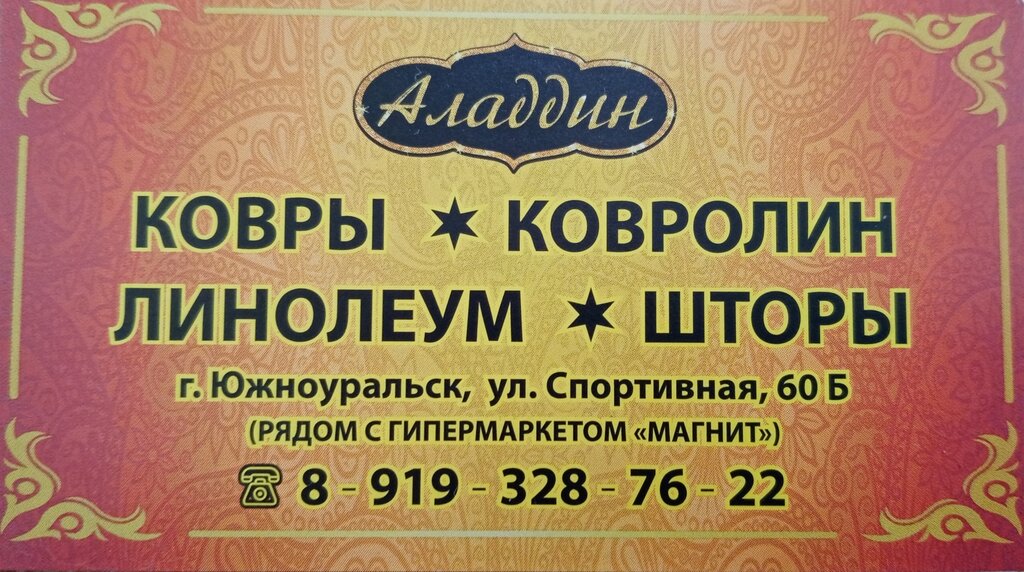 Аладдин
КОВРЫ ✶ КОВРОЛИН
ЛИНОЛЕУМ ✶ ШТОРЫ
г. Южноуральск, ул. Спортивная, 60 Б
(РЯДОМ С ГИПЕРМАРКЕТОМ «МАГНИТ»)
8 - 919 - 328 - 76 - 22